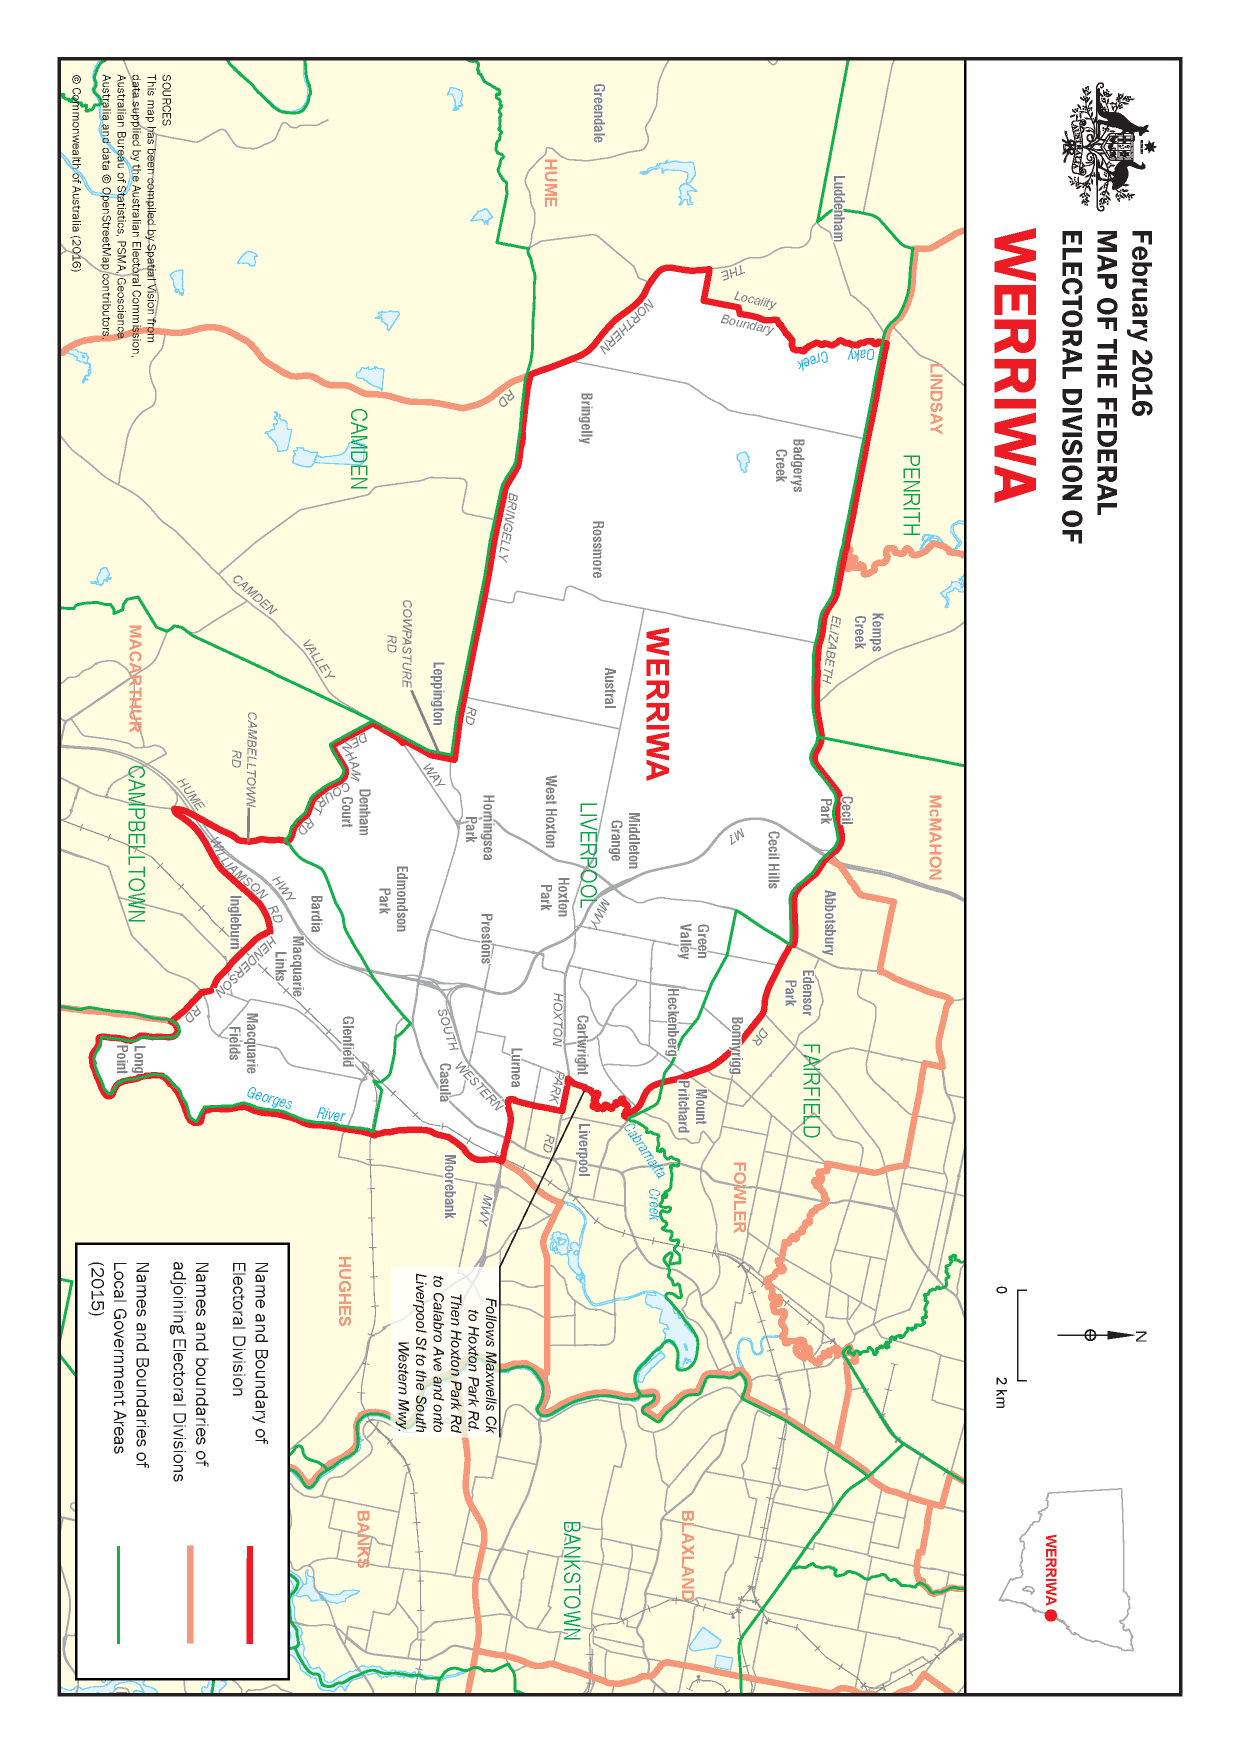 February 2016
MAP OF THE FEDERAL
ELECTORAL DIVISION OF
WERRIWA
0
2 km
N
WERRIWA
LINDSAY
PENRITH
McMAHON
Luddenham
Greendale
HUME
THE
Locality
Boundary
Oaky
Creek
NORTHERN
RD
Bringelly
Badgerys
Creek
Rossmore
Kemps
Creek
ELIZABETH
WERRIWA
Austral
BRINGELLY
RD
CAMDEN
CAMDEN
VALLEY
WAY
COWPASTURE
RD
Leppington
MACARTHUR
CAMPBELLTOWN
CAMBELLTOWN
RD
HUME
HWY
DENHAM
COURT
RD
Denham
Court
Horningsea
Park
West Hoxton
LIVERPOOL
Middleton
Grange
M7
MWY
Cecil
Park
Cecil Hills
Abbotsbury
Edensor
Park
Green
Valley
Hoxton
Park
Edmondson
Park
Prestons
WILLIAMSON
RD
Ingleburn
Bardia
HENDERSON
RD
Macquarie
Links
Macquarie
Fields
Glenfield
Long
Point
Georges
River
SOUTH
WESTERN
MWY
Casula
Lurnea
HOXTON
PARK
RD
Cartwright
Heckenberg
Bonnyrigg
DR
FAIRFIELD
Mount
Pritchard
Liverpool
Cabramatta
Creek
Moorebank
FOWLER
HUGHES
BANKS
BANKSTOWN
BLAXLAND
Follows Maxwells Ck
to Hoxton Park Rd.
Then Hoxton Park Rd
to Calabro Ave and onto
Liverpool St to the South
Western Mwy.
Name and Boundary of
Electoral Division
Names and boundaries of
adjoining Electoral Divisions
Names and Boundaries of
Local Government Areas
(2015)
SOURCES
This map has been compiled by Spatial Vision from
data supplied by the Australian Electoral Commission,
Australian Bureau of Statistics, PSMA, Geoscience
Australia and data © OpenStreetMap contributors.
© Commonwealth of Australia (2016)